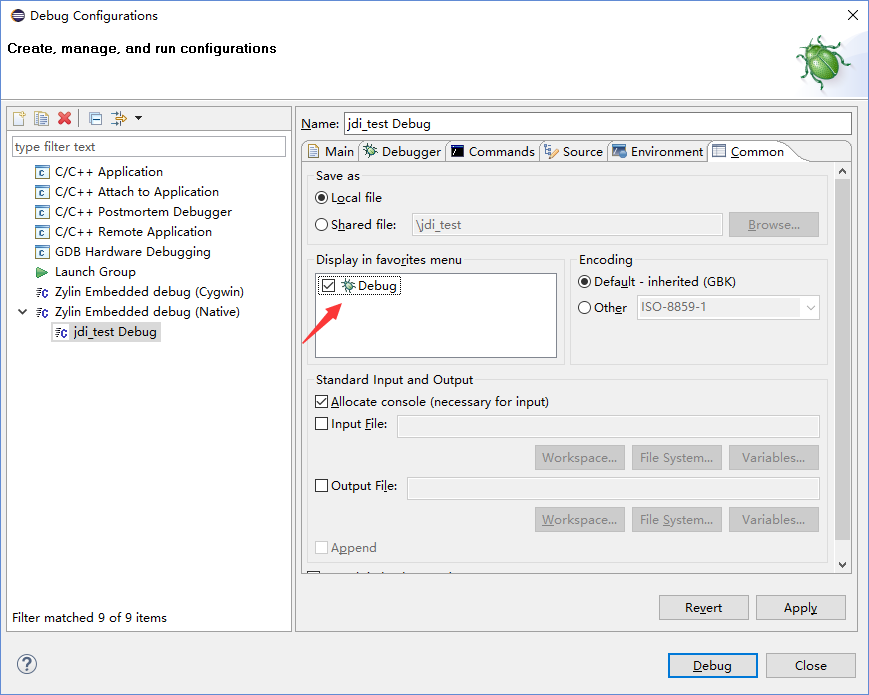 Debug Configurations
Create, manage, and run configurations
type filter text
C/C++ Application
C/C++ Attach to Application
C/C++ Postmortem Debugger
C/C++ Remote Application
GDB Hardware Debugging
Launch Group
Zylin Embedded debug (Cygwin)
Zylin Embedded debug (Native)
jdi_test Debug
Filter matched 9 of 9 items
Name: jdi_test Debug
Main Debugger Commands Source Environment Common
Save as
Local file
Shared file: \jdi_test Browse...
Display in favorites menu
Debug
Encoding
Default - inherited (GBK)
Other ISO-8859-1
Standard Input and Output
Allocate console (necessary for input)
Input File:
Workspace... File System... Variables...
Output File:
Workspace... File System... Variables...
Append
Revert Apply
Debug Close